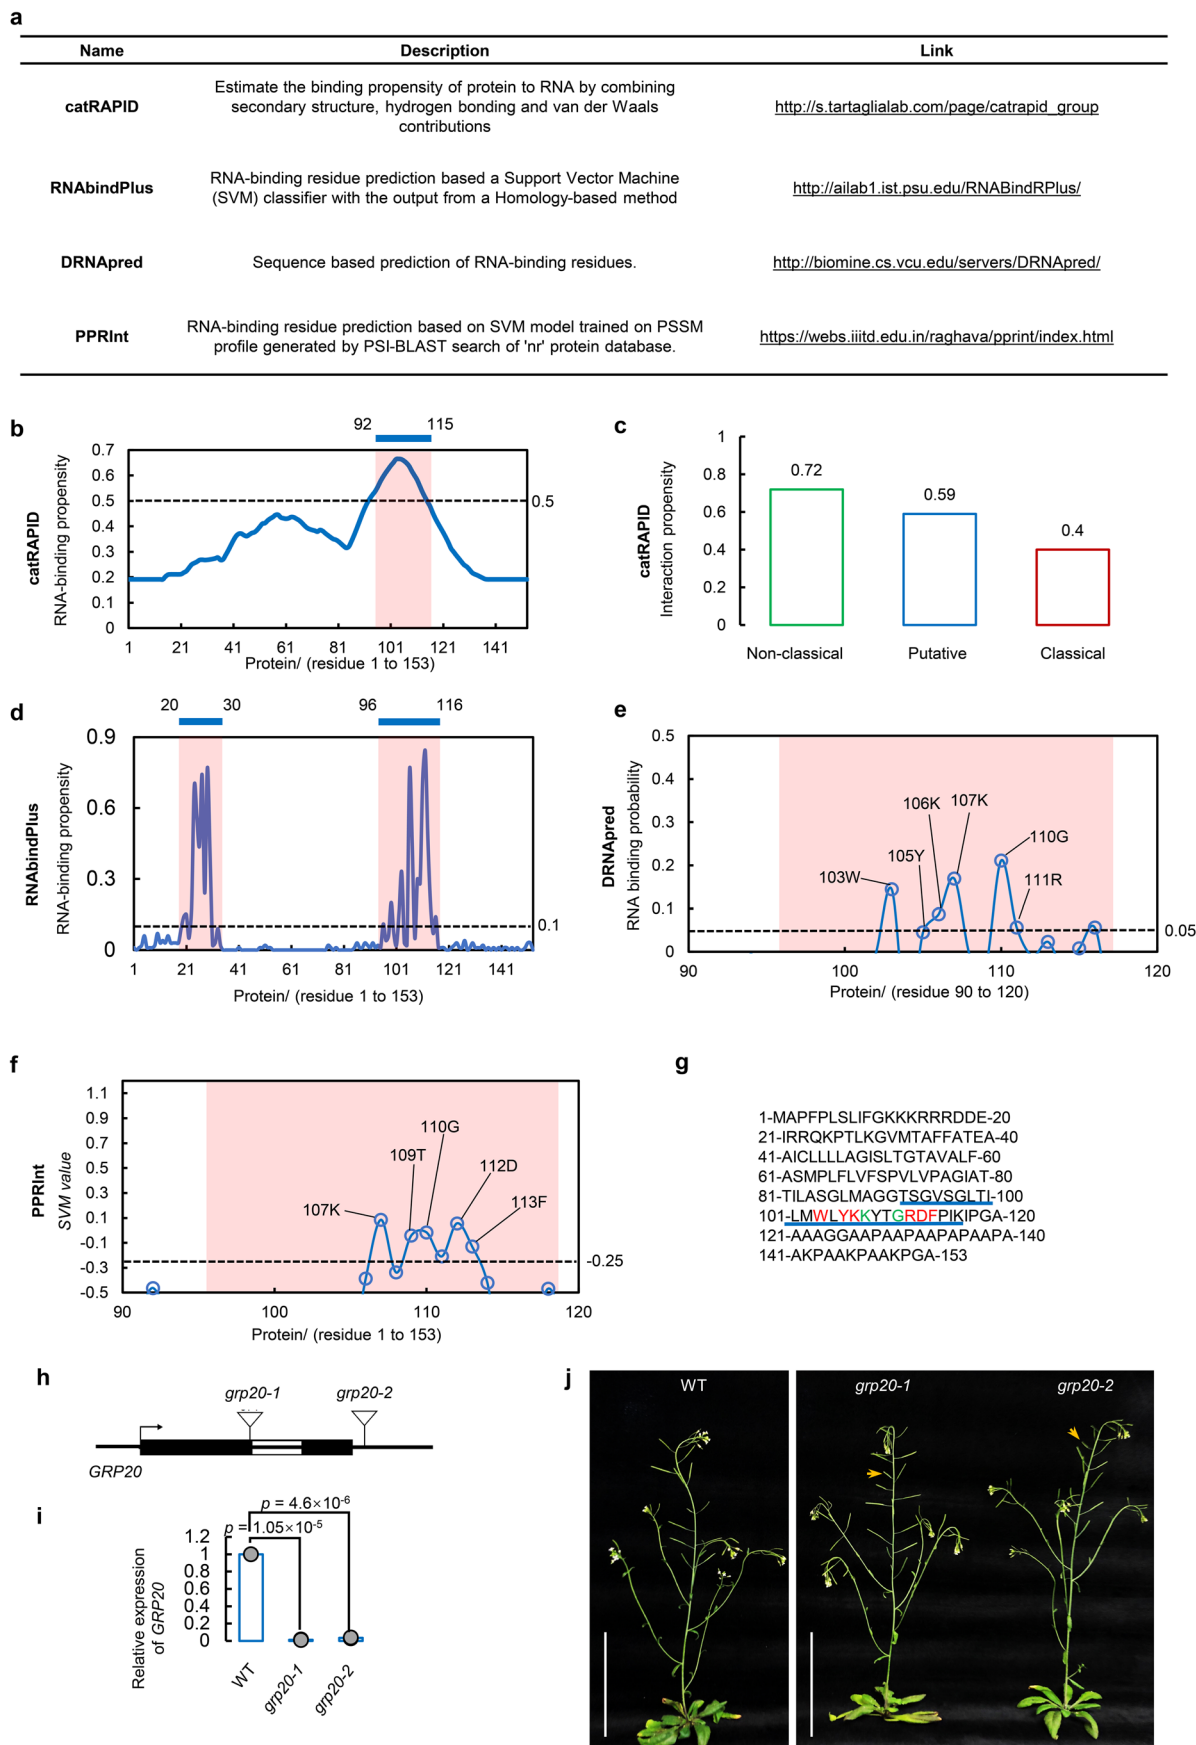 a
Name Description Link
catRAPID
Estimate the binding propensity of protein to RNA by combining
secondary structure, hydrogen bonding and van der Waals
contributions
http://s.tartaglialab.com/page/catrapid_group
RNAbindPlus
RNA-binding residue prediction based a Support Vector Machine
(SVM) classifier with the output from a Homology-based method
http://ailab1.ist.psu.edu/RNABindRPlus/
DRNApred
Sequence based prediction of RNA-binding residues.
http://biomine.cs.vcu.edu/servers/DRNApred/
PPRInt
RNA-binding residue prediction based on SVM model trained on PSSM
profile generated by PSI-BLAST search of 'nr' protein database.
https://webs.iiitd.edu.in/raghava/pprint/index.html
b
92 115
catRAPID
RNA-binding propensity
0.7
0.6
0.5
0.4
0.3
0.2
0.1
0
0.5
1 21 41 61 81 101 121 141
Protein/ (residue 1 to 153)
c
catRAPID
Interaction propensity
1
0.8
0.6
0.4
0.2
0
0.72
0.59
0.4
Non-classical Putative Classical
d
20 30 96 116
RNAbindPlus
RNA-binding propensity
0.9
0.6
0.3
0
0.1
1 21 41 61 81 101 121 141
Protein/ (residue 1 to 153)
e
DRNApred
RNA binding probability
0.5
0.4
0.3
0.2
0.1
0
106K 107K
110G
105Y
103W
111R
0.05
90 100 110 120
Protein/ (residue 90 to 120)
f
PPRInt
SVM value
1.1
0.9
0.7
0.5
0.3
0.1
-0.1
-0.3
-0.5
110G
109T
112D
107K
113F
-0.25
90 100 110 120
Protein/ (residue 1 to 153)
g
1-MAPFPLSLIFGKKKRRRDDE-20
21-IRRQKPTLKGVMTAFFATEA-40
41-AICLLLLAGISLTGTAVALF-60
61-ASMPLFLVFSPVLVPAGIAT-80
81-TILASGLMAGGTSGVSGLTI-100
101-LMWLYKKYTGRDFPIKIPGA-120
121-AAAGGAAPAAPAAPAPAAPA-140
141-AKPAAKPAAKPGA-153
h
grp20-1 grp20-2
GRP20
i
p = 4.6×10-6
p = 1.05×10-5
Relative expression
of GRP20
1.2
1
0.8
0.6
0.4
0.2
0
WT grp20-1 grp20-2
j
WT grp20-1 grp20-2